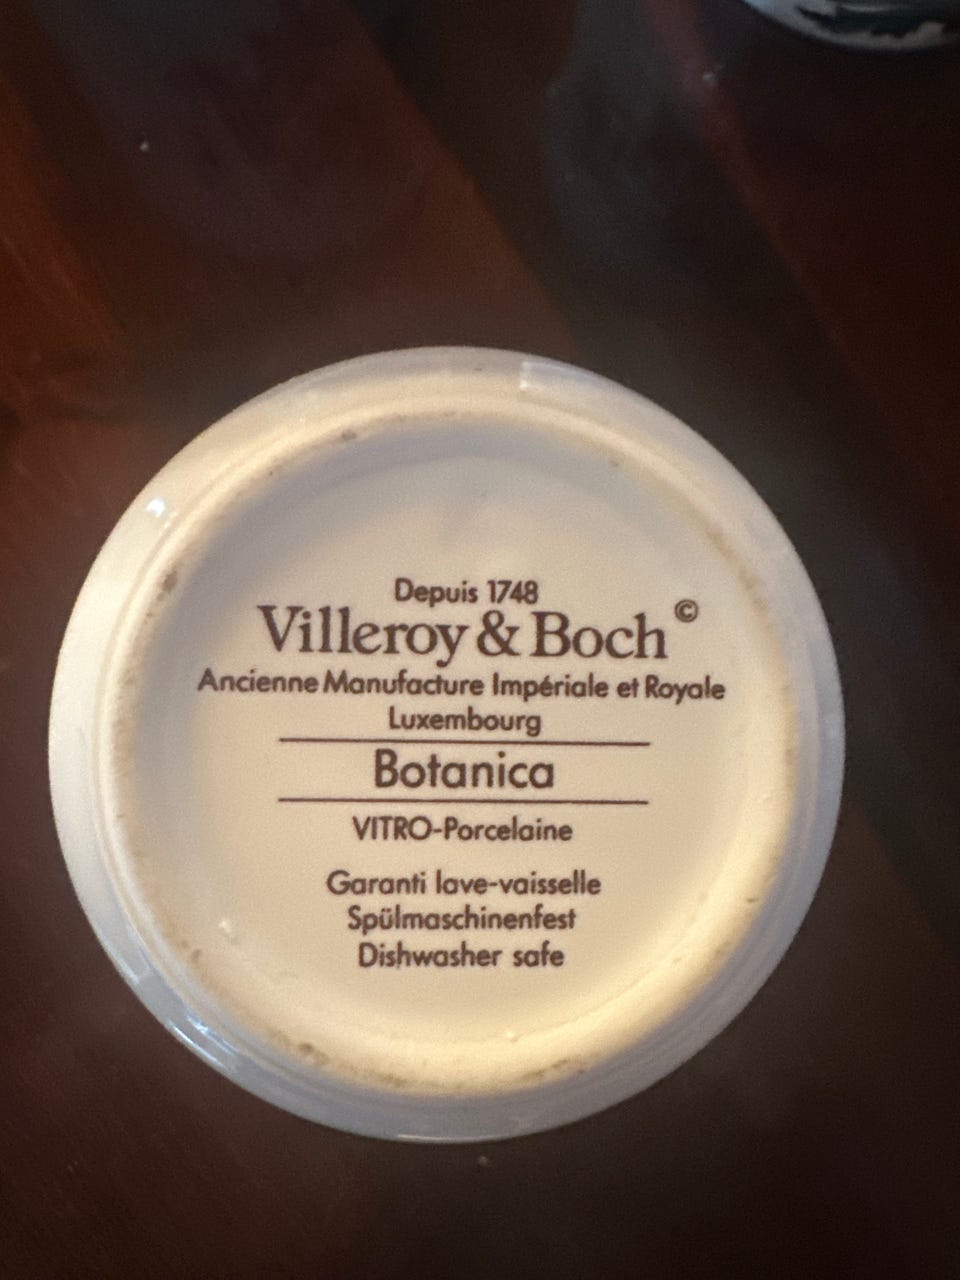 Depuis 1748
Villeroy & Boch ©
Ancienne Manufacture Impériale et Royale
Luxembourg
Botanica
VITRO-Porcelaine
Garanti lave-vaisselle
Spülmaschinenfest
Dishwasher safe